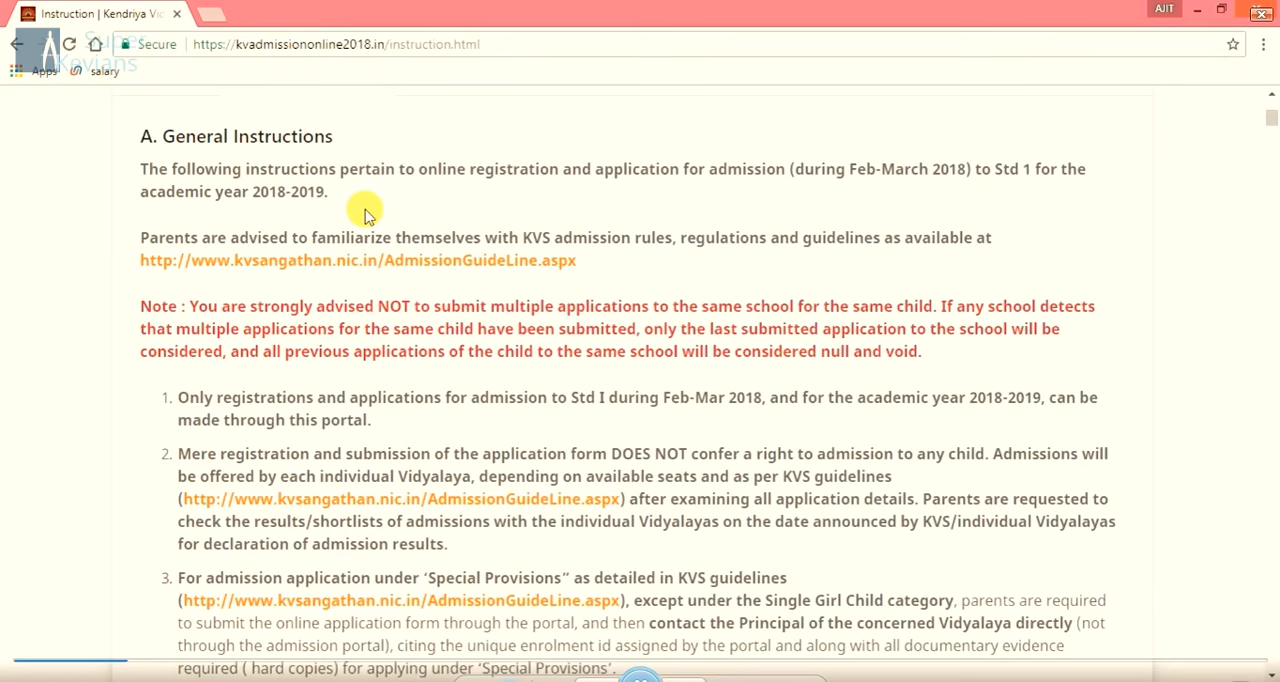 Instruction | Kendriya Vi
AJIT
Secure https://kvadmissiononline2018.in/instruction.html
Super
Kevians
Apps salary
A. General Instructions
The following instructions pertain to online registration and application for admission (during Feb-March 2018) to Std 1 for the
academic year 2018-2019.
Parents are advised to familiarize themselves with KVS admission rules, regulations and guidelines as available at
http://www.kvsangathan.nic.in/AdmissionGuideLine.aspx
Note : You are strongly advised NOT to submit multiple applications to the same school for the same child. If any school detects
that multiple applications for the same child have been submitted, only the last submitted application to the school will be
considered, and all previous applications of the child to the same school will be considered null and void.
1. Only registrations and applications for admission to Std I during Feb-Mar 2018, and for the academic year 2018-2019, can be
made through this portal.
2. Mere registration and submission of the application form DOES NOT confer a right to admission to any child. Admissions will
be offered by each individual Vidyalaya, depending on available seats and as per KVS guidelines
(http://www.kvsangathan.nic.in/AdmissionGuideLine.aspx) after examining all application details. Parents are requested to
check the results/shortlists of admissions with the individual Vidyalayas on the date announced by KVS/individual Vidyalayas
for declaration of admission results.
3. For admission application under ‘Special Provisions” as detailed in KVS guidelines
(http://www.kvsangathan.nic.in/AdmissionGuideLine.aspx), except under the Single Girl Child category, parents are required
to submit the online application form through the portal, and then contact the Principal of the concerned Vidyalaya directly (not
through the admission portal), citing the unique enrolment id assigned by the portal and along with all documentary evidence
required ( hard copies) for applying under ‘Special Provisions’.